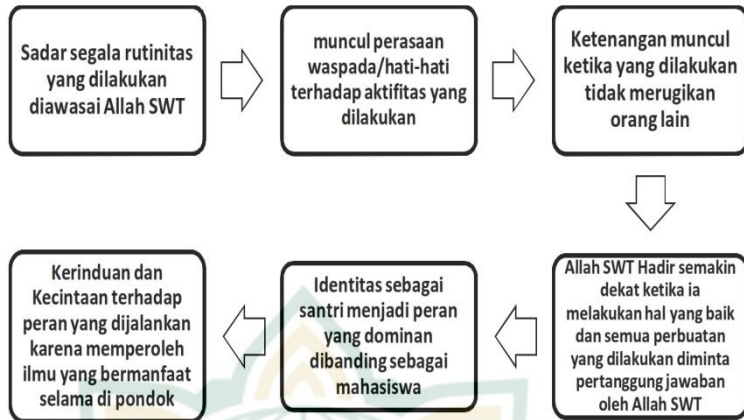 Sadar segala rutinitas
yang dilakukan
diawasai Allah SWT
muncul perasaan
waspada/hati-hati
terhadap aktifitas yang
dilakukan
Ketenangan muncul
ketika yang dilakukan
tidak merugikan
orang lain
Allah SWT Hadir semakin
dekat ketika ia
melakukan hal yang baik
dan semua perbuatan
yang dilakukan diminta
pertanggung jawaban
oleh Allah SWT
Identitas sebagai
santri menjadi peran
yang dominan
dibanding sebagai
mahasiswa
Kerinduan dan
Kecintaan terhadap
peran yang dijalankan
karena memperoleh
ilmu yang bermanfaat
selama di pondok